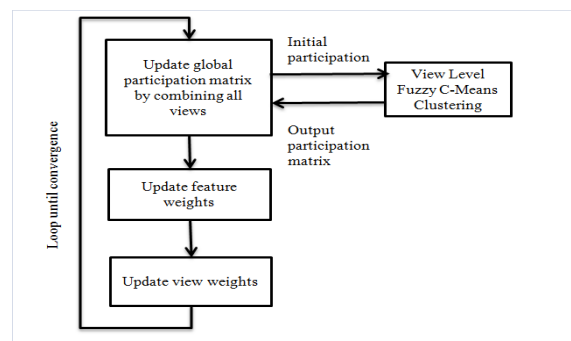 Update global
participation matrix
by combining all
views
Initial
participation
View Level
Fuzzy C-Means
Clustering
Output
participation
matrix
Update feature
weights
Update view weights
Loop until convergence